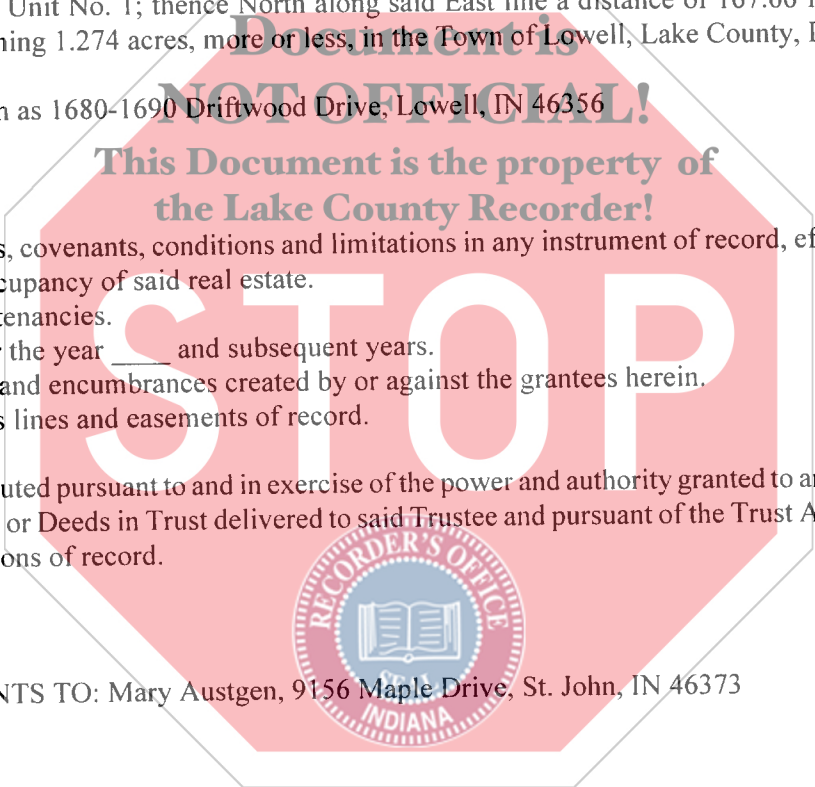 Unit No. 1; thence North along said East line a distance of 167.00
Document is
ning 1.274 acres, more or less, in the Town of Lowell, Lake County,
NOT OFFICIAL!
n as 1680-1690 Driftwood Drive, Lowell, IN 46356
This Document is the property of
the Lake County Recorder!
s, covenants, conditions and limitations in any instrument of record, ef
cupancy of said real estate.
tenancies.
the year ____ and subsequent years.
and encumbrances created by or against the grantees herein.
s lines and easements of record.
STOP
uted pursuant to and in exercise of the power and authority granted to an
or Deeds in Trust delivered to said Trustee and pursuant of the Trust A
ons of record.
RECORDER'S OFFICE
SEAL
INDIANA
NTS TO: Mary Austgen, 9156 Maple Drive, St. John, IN 46373